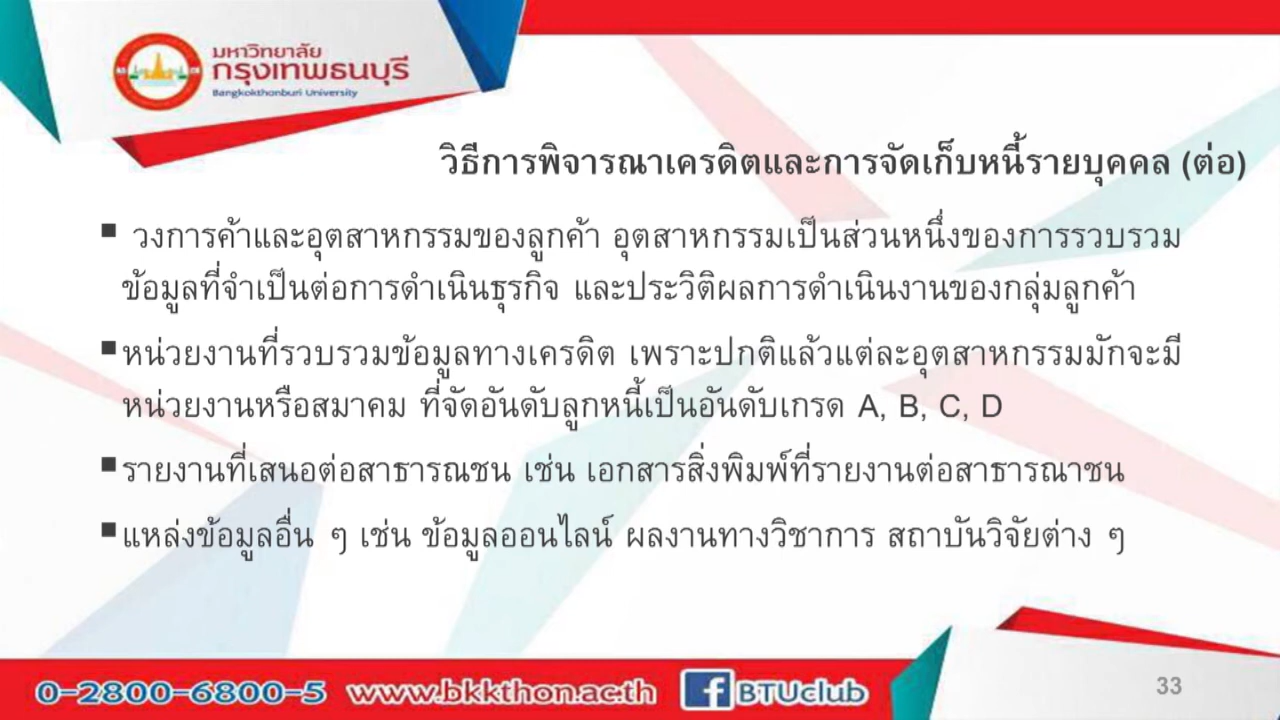 มหาวิทยาลัย
กรุงเทพธนบุรี
Bangkokthonburi University
วิธีการพิจารณาเครดิตและการจัดเก็บหนี้รายบุคคล (ต่อ)
▪ วงการค้าและอุตสาหกรรมของลูกค้า อุตสาหกรรมเป็นส่วนหนึ่งของการรวบรวม
ข้อมูลที่จำเป็นต่อการดำเนินธุรกิจ และประวิติผลการดำเนินงานของกลุ่มลูกค้า
▪ หน่วยงานที่รวบรวมข้อมูลทางเครดิต เพราะปกติแล้วแต่ละอุตสาหกรรมมักจะมี
หน่วยงานหรือสมาคม ที่จัดอันดับลูกหนี้เป็นอันดับเกรด A, B, C, D
▪ รายงานที่เสนอต่อสาธารณชน เช่น เอกสารสิ่งพิมพ์ที่รายงานต่อสาธารณาชน
▪ แหล่งข้อมูลอื่น ๆ เช่น ข้อมูลออนไลน์ ผลงานทางวิชาการ สถาบันวิจัยต่าง ๆ
0-2800-6800-5 www.bkkthon.ac.th f BTUclub
33